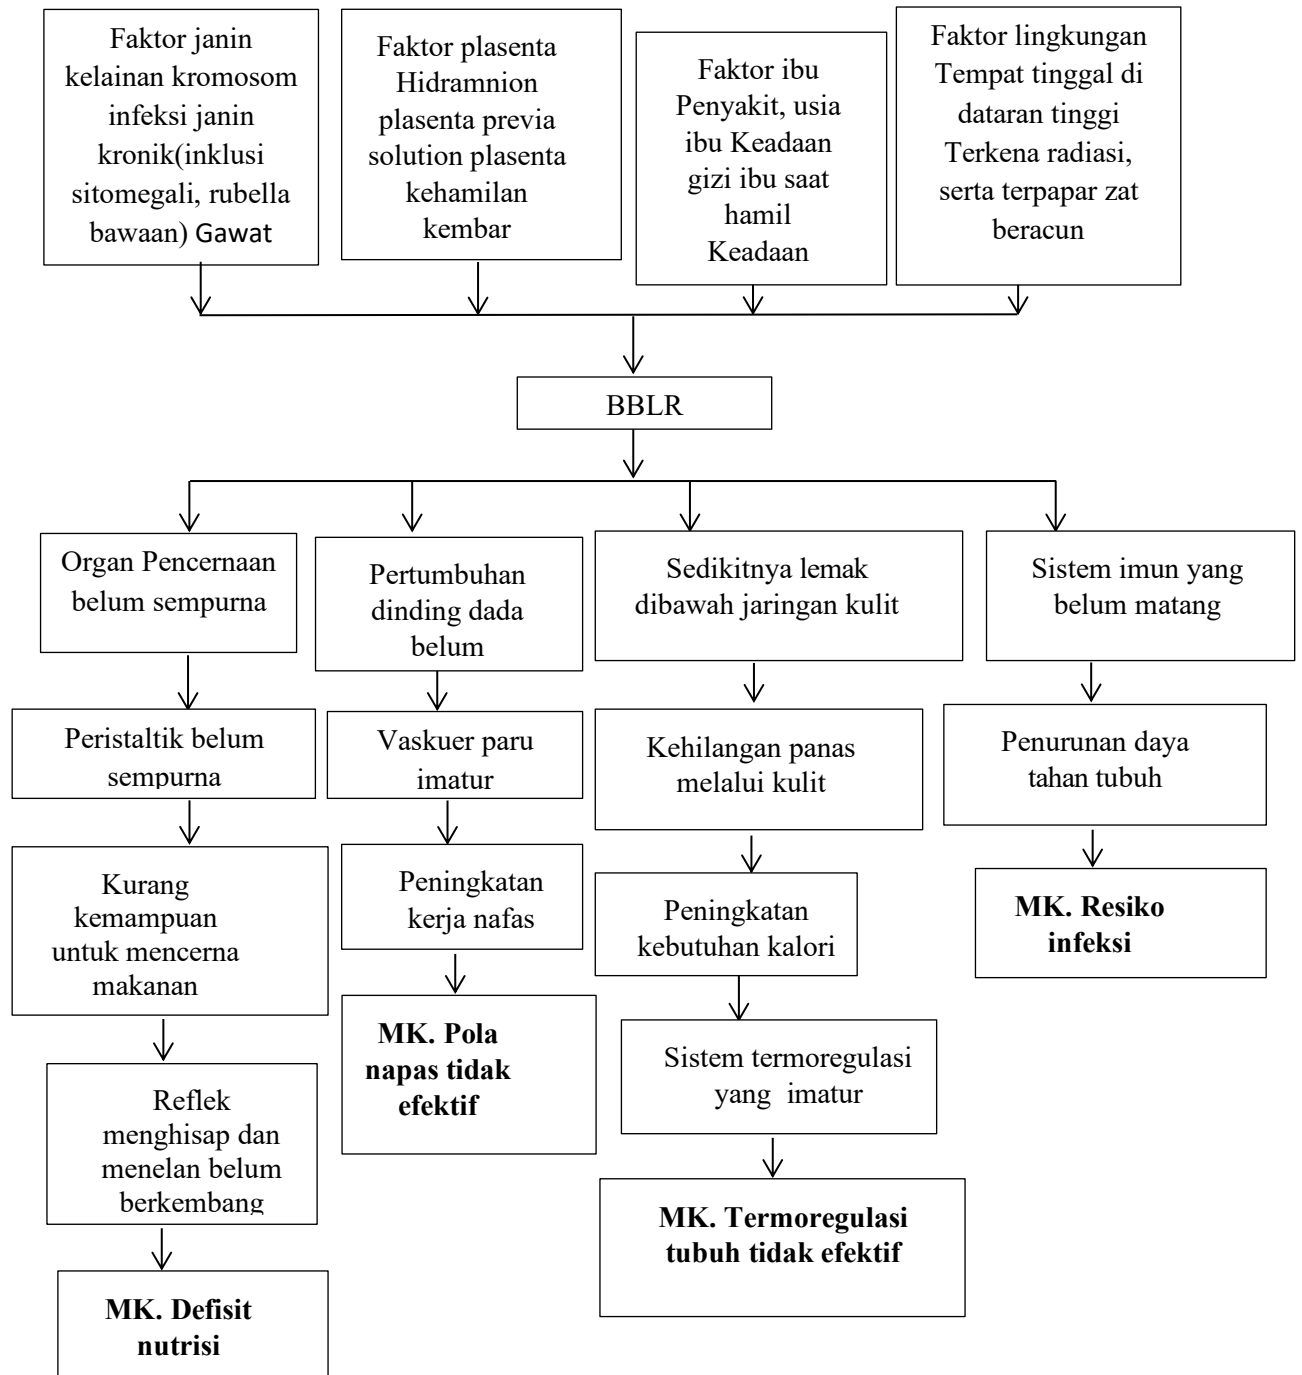 Faktor janin
kelainan kromosom
infeksi janin
kronik(inklusi
sitomegali, rubella
bawaan) Gawat
Faktor plasenta
Hidramnion
plasenta previa
solution plasenta
kehamilan
kembar
Faktor ibu
Penyakit, usia
ibu Keadaan
gizi ibu saat
hamil
Keadaan
Faktor lingkungan
Tempat tinggal di
dataran tinggi
Terkena radiasi,
serta terpapar zat
beracun
BBLR
Organ Pencernaan
belum sempurna
Pertumbuhan
dinding dada
belum
Sedikitnya lemak
dibawah jaringan kulit
Sistem imun yang
belum matang
Peristaltik belum
sempurna
Vaskuer paru
imatur
Kehilangan panas
melalui kulit
Penurunan daya
tahan tubuh
Kurang
kemampuan
untuk mencerna
makanan
Peningkatan
kerja nafas
Peningkatan
kebutuhan kalori
MK. Resiko
infeksi
Reflek
menghisap dan
menelan belum
berkembang
MK. Pola
napas tidak
efektif
Sistem termoregulasi
yang imatur
MK. Termoregulasi
tubuh tidak efektif
MK. Defisit
nutrisi